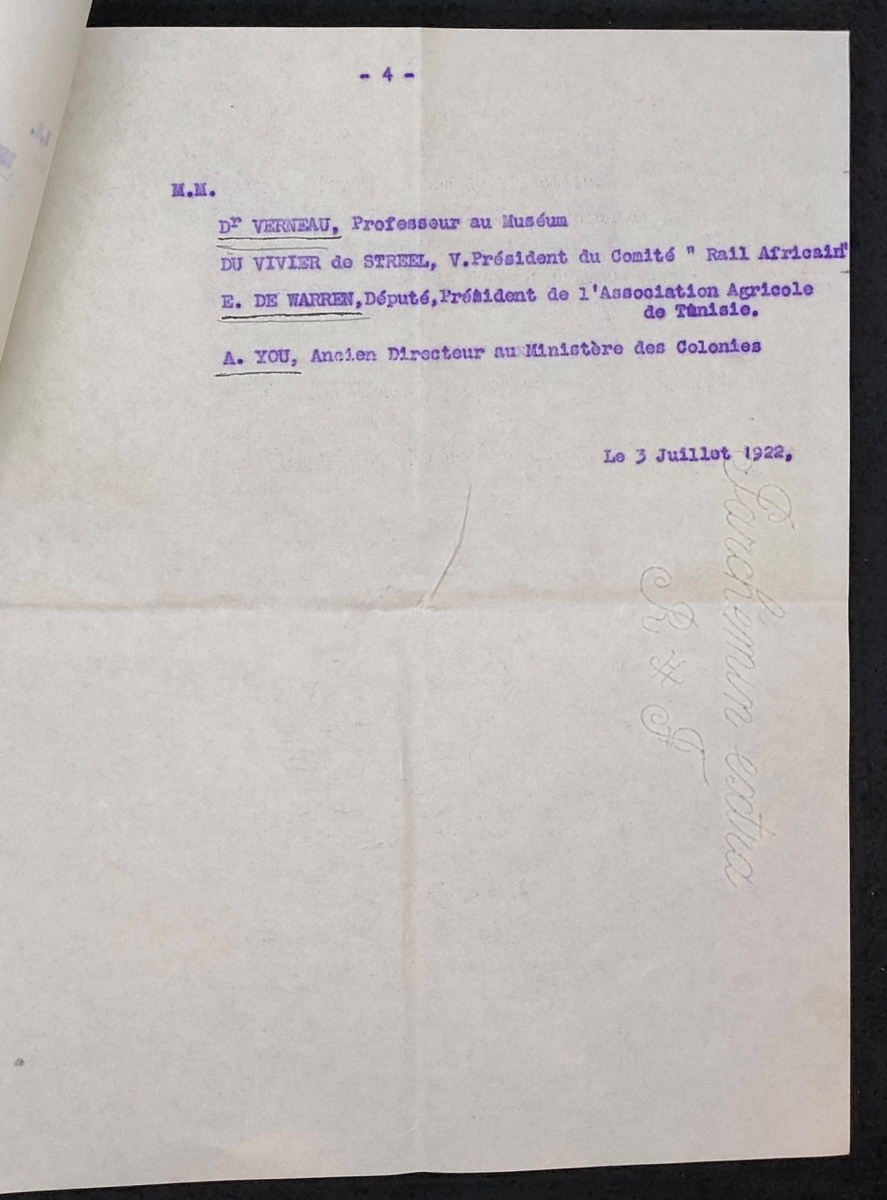 - 4 -
M.M.
Dr VERNEAU, Professeur au Muséum
DU VIVIER de STREEL, V.Président du Comité " Rail Africain"
E. DE WARREN,Député,Président de l'Association Agricole
de Tunisie.
A. YOU, Ancien Directeur au Ministère des Colonies
Le 3 Juillet 1922,
Parchemin extra